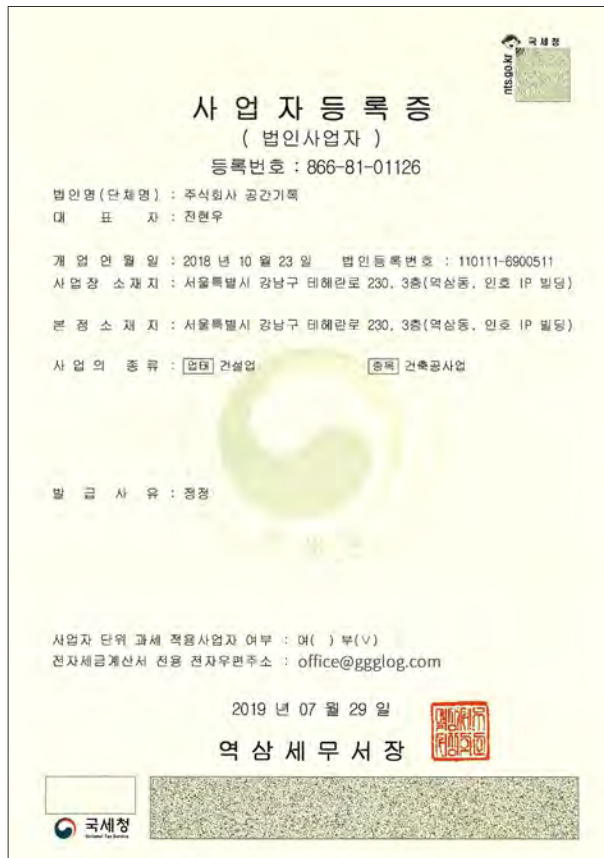 국세청
nts.go.kr
사업자등록증
( 법인사업자 )
등록번호 : 866-81-01126
법인명(단체명) : 주식회사 공간기록
대 표 자 : 전현우
개 업 연 월 일 : 2018 년 10 월 23 일 법인등록번호 : 110111-6900511
사업장 소재지 : 서울특별시 강남구 테헤란로 230, 3층(역삼동, 인호 IP 빌딩)
본 점 소 재 지 : 서울특별시 강남구 테헤란로 230, 3층(역삼동, 인호 IP 빌딩)
사 업 의 종 류 : 업태 건설업 종목 건축공사업
발 급 사 유 : 정정
사업자 단위 과세 적용사업자 여부 : 여( ) 부(∨)
전자세금계산서 전용 전자우편주소 : office@ggglog.com
2019 년 07 월 29 일
역삼세무서장
국세청
National Tax Service